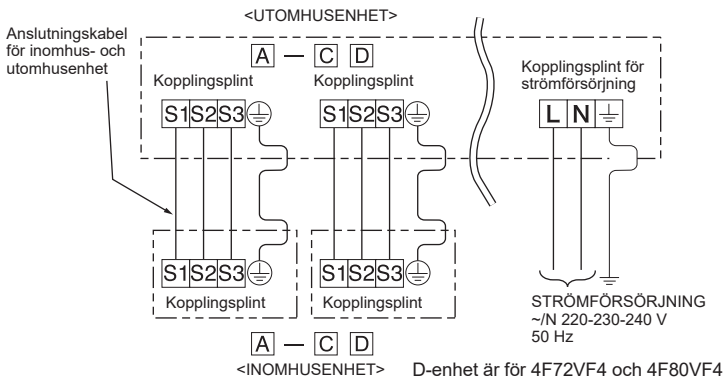 <UTOMHUSENHET>
Anslutningskabel
för inomhus- och
utomhusenhet
A — C D
Kopplingsplint
Kopplingsplint
Kopplingsplint för
strömförsörjning
S1 S2 S3
S1 S2 S3
L N
S1 S2 S3
S1 S2 S3
Kopplingsplint
Kopplingsplint
STRÖMFÖRSÖRJNING
~/N 220-230-240 V
50 Hz
A — C D
<INOMHUSENHET>
D-enhet är för 4F72VF4 och 4F80VF4